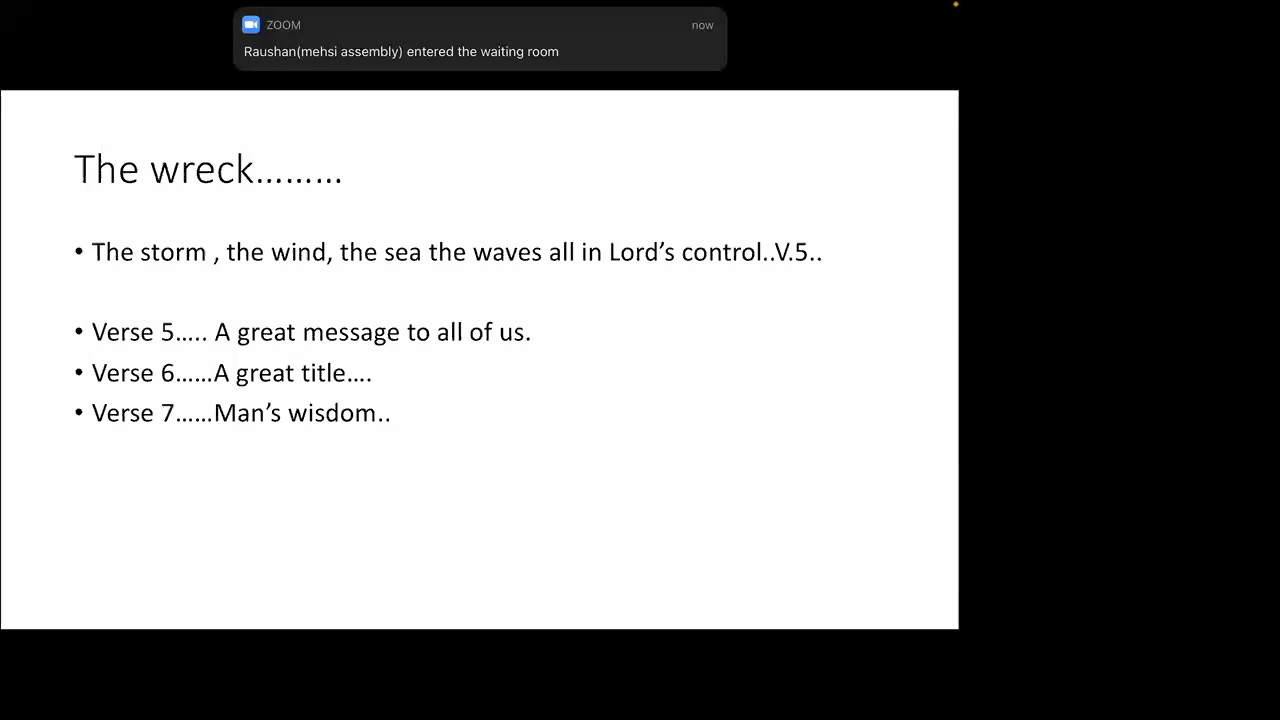 ZOOM
now
Raushan(mehsi assembly) entered the waiting room
The wreck………
• The storm , the wind, the sea the waves all in Lord’s control..V.5..
• Verse 5….. A great message to all of us.
• Verse 6……A great title….
• Verse 7……Man’s wisdom..